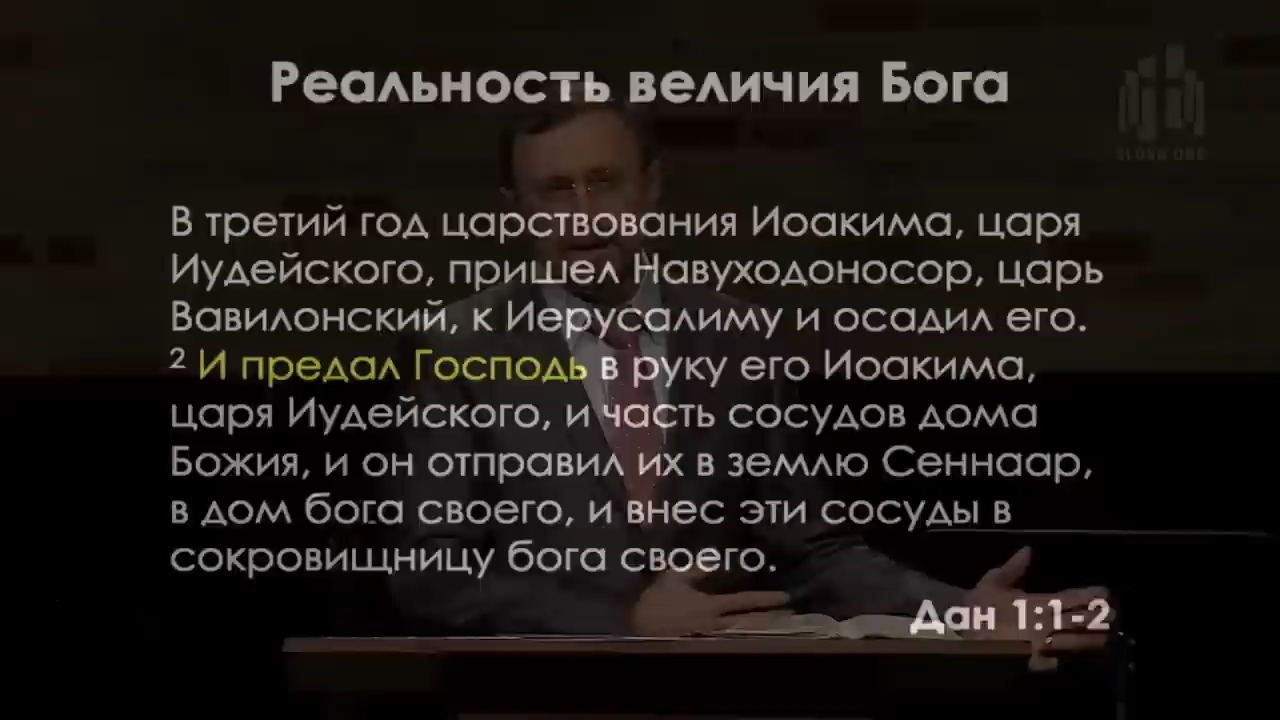 Реальность величия Бога
SLOVO.ORG
В третий год царствования Иоакима, царя
Иудейского, пришел Навуходоносор, царь
Вавилонский, к Иерусалиму и осадил его.
² И предал Господь в руку его Иоакима,
царя Иудейского, и часть сосудов дома
Божия, и он отправил их в землю Сеннаар,
в дом бога своего, и внес эти сосуды в
сокровищницу бога своего.
Дан 1:1-2